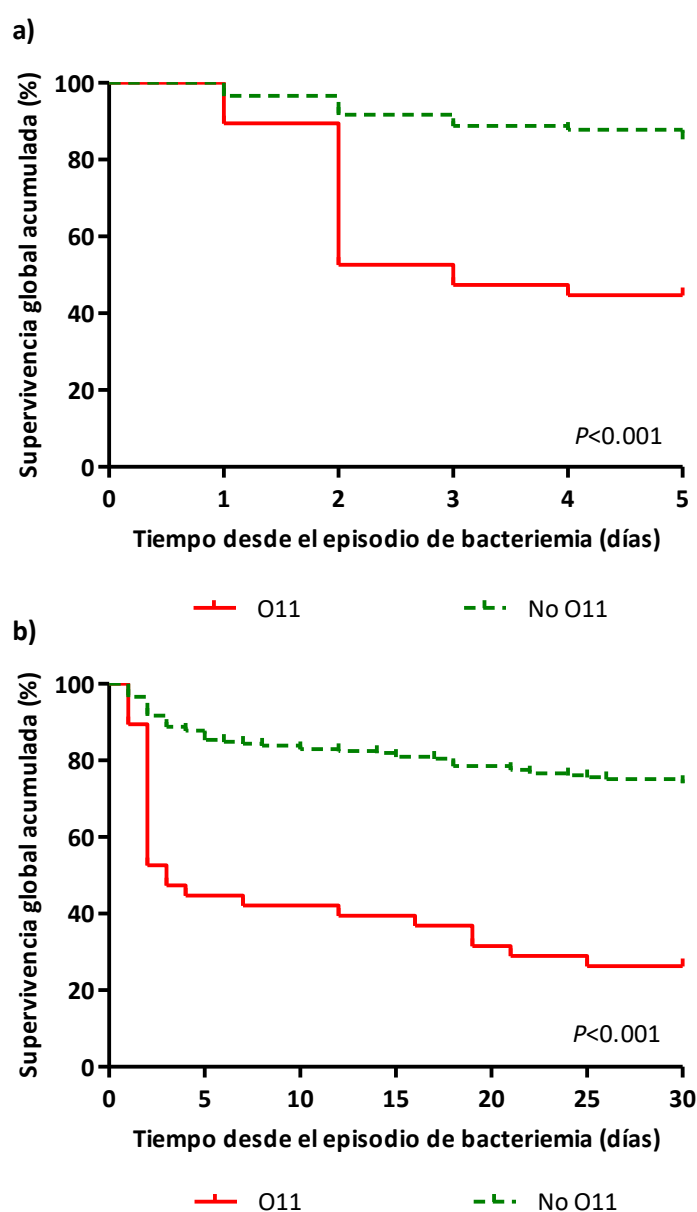 a)
Supervivencia global acumulada (%)
100
80
60
40
20
0
P<0.001
0 1 2 3 4 5
Tiempo desde el episodio de bacteriemia (días)
O11 No O11
b)
Supervivencia global acumulada (%)
100
80
60
40
20
0
P<0.001
0 5 10 15 20 25 30
Tiempo desde el episodio de bacteriemia (días)
O11 No O11